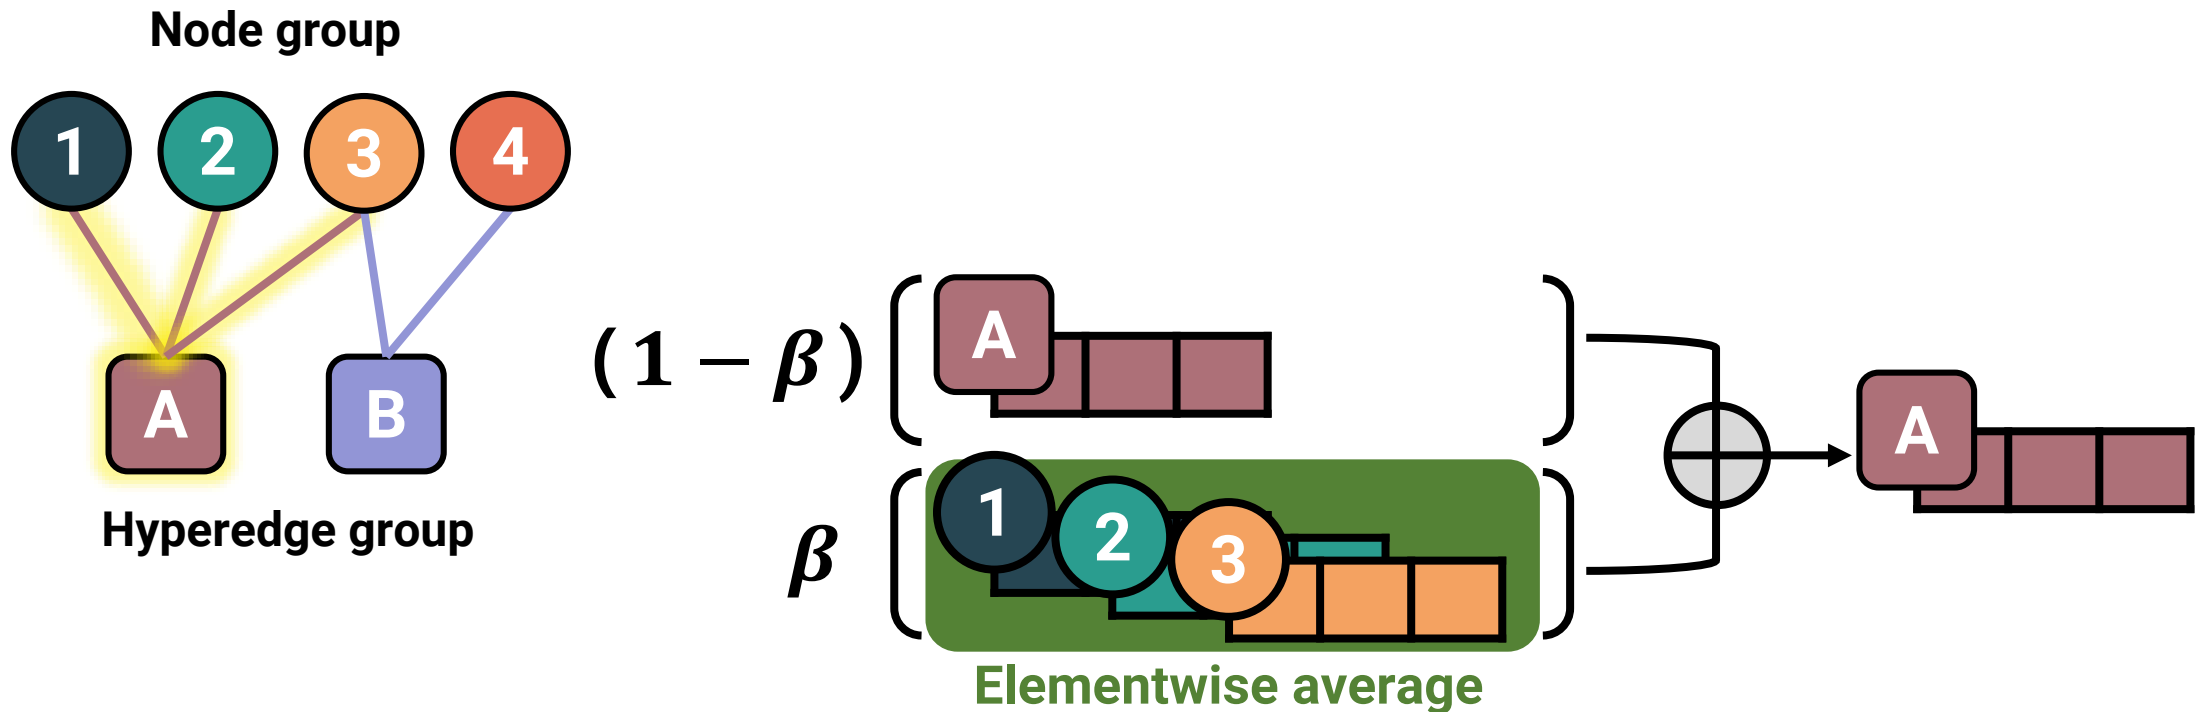 Node group
1 2 3 4
A B
Hyperedge group
(1 − β) A
β 1 2 3
A
Elementwise average